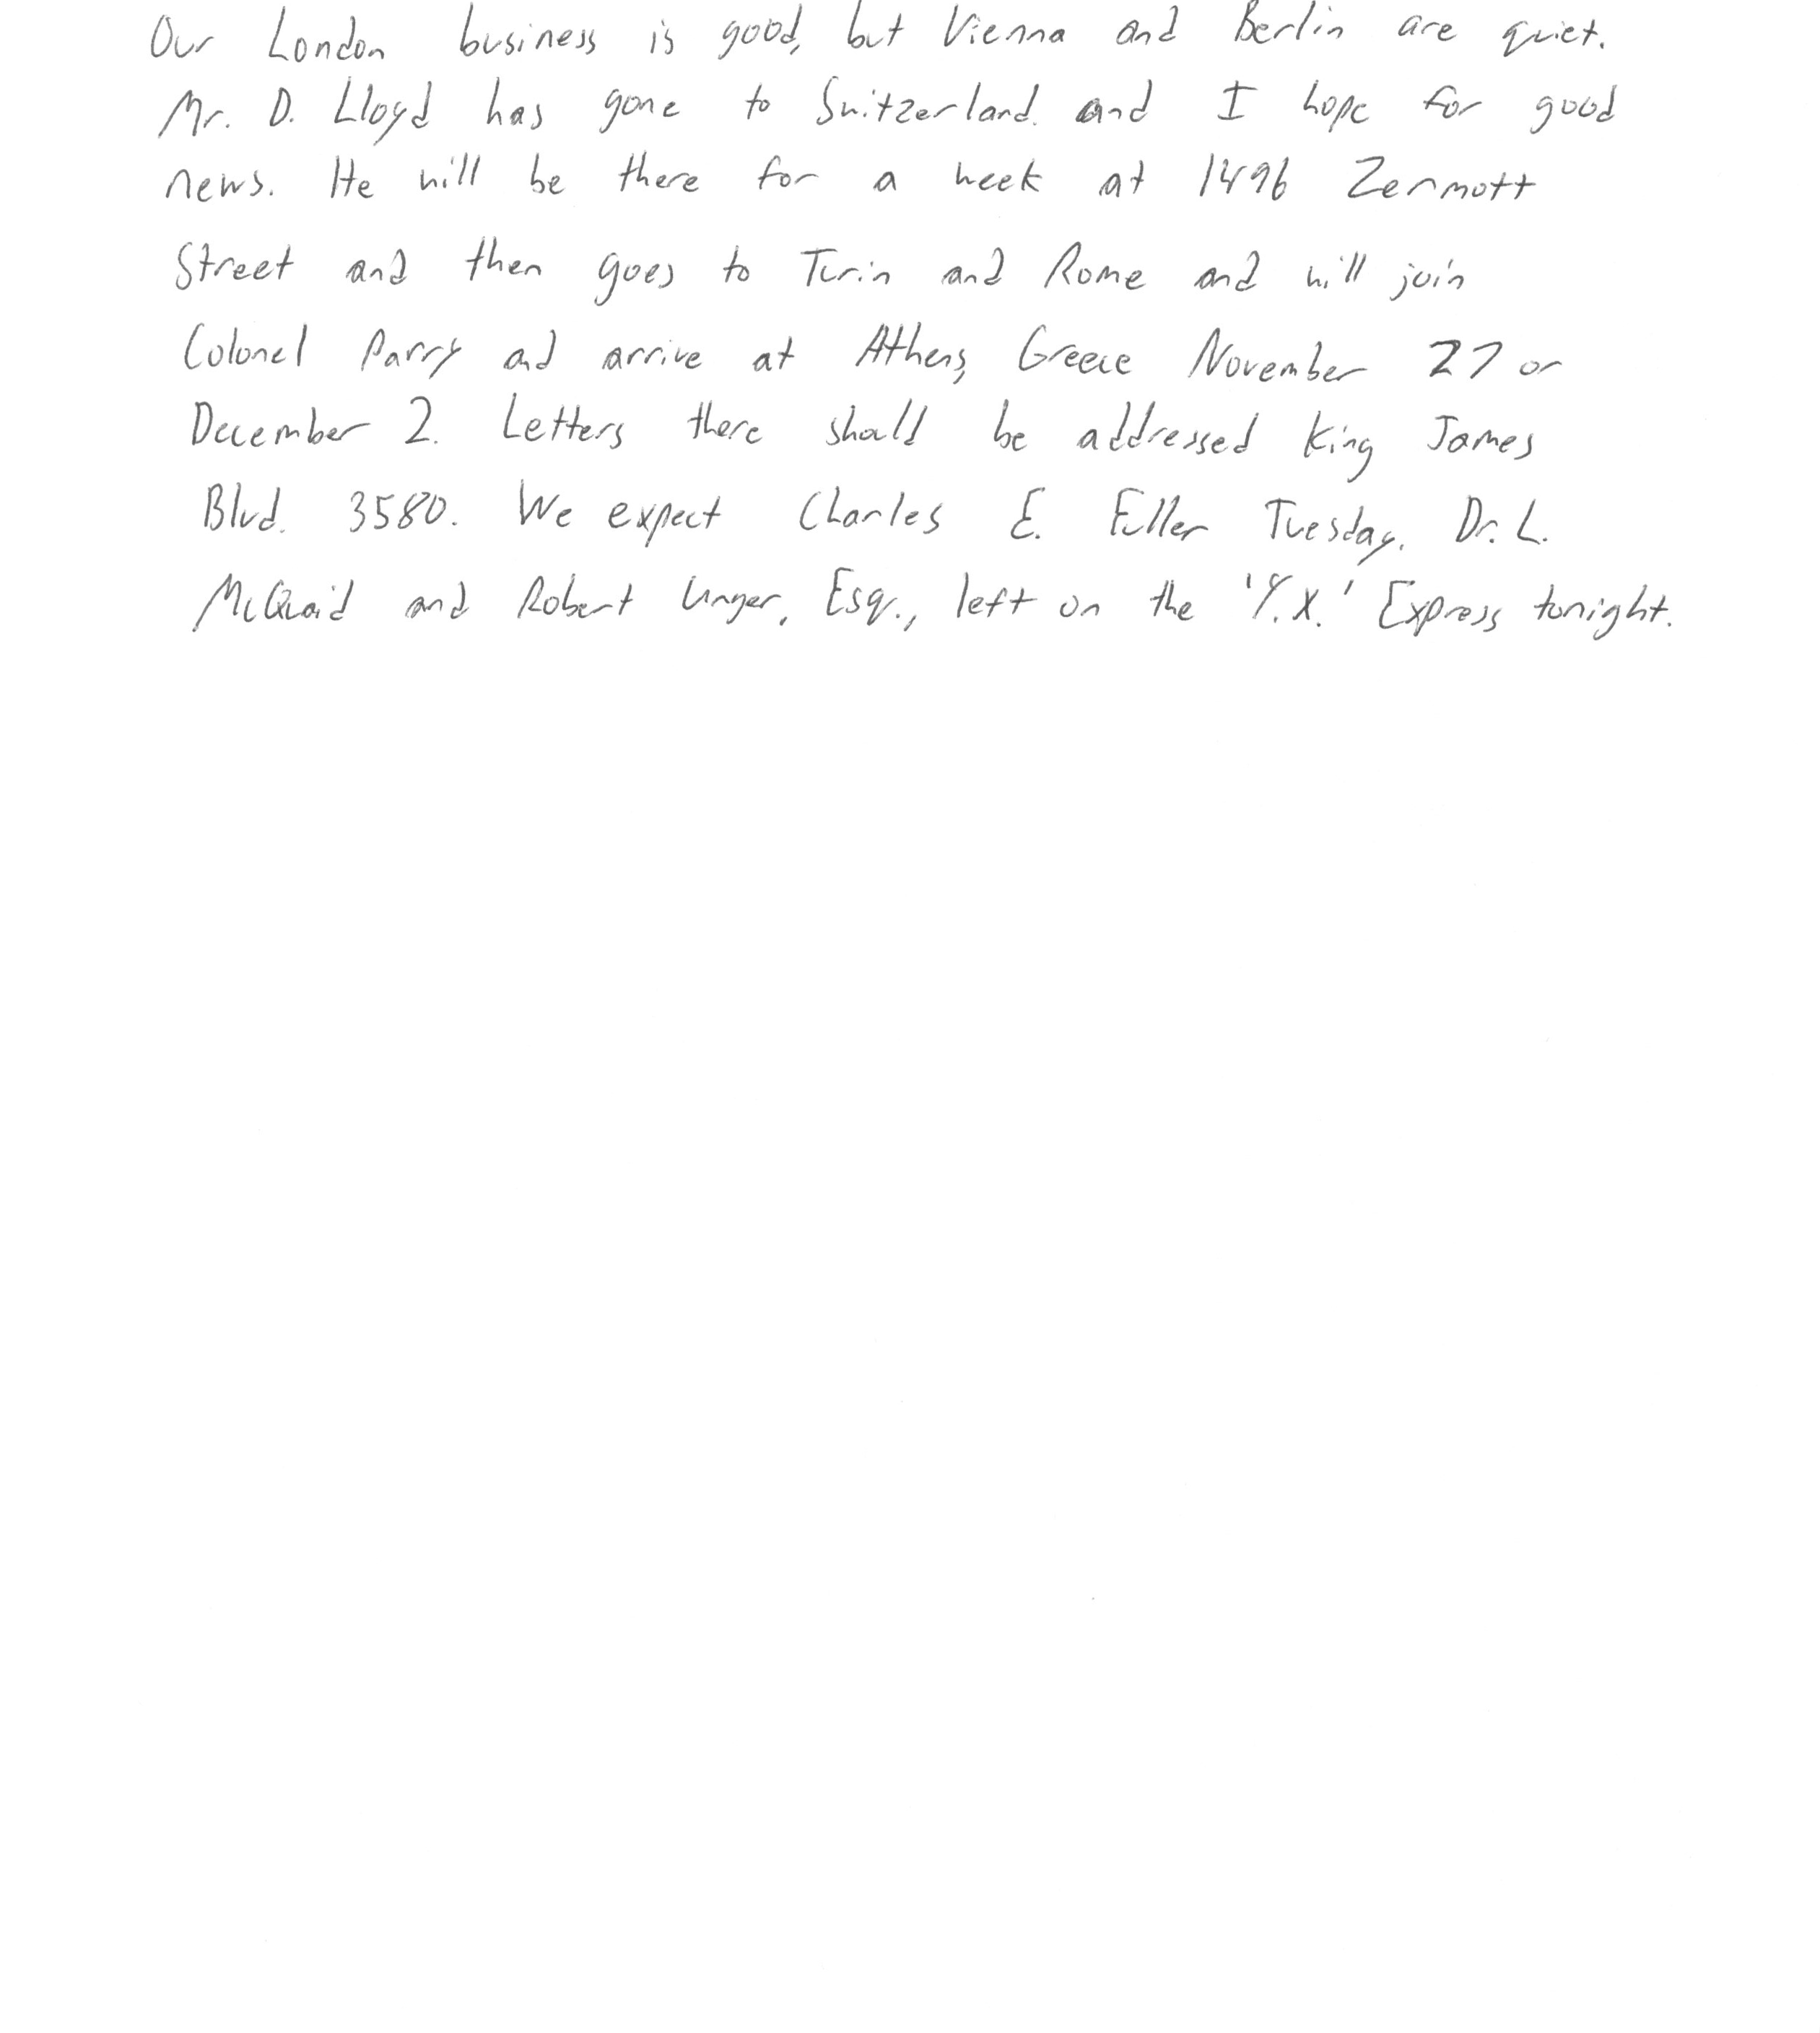 Our London business is good, but Vienna and Berlin are quiet.
Mr. D. Lloyd has gone to Switzerland. and I hope for good
news. He will be there for a week at 1496 Zermott
Street and then goes to Turin and Rome and will join
Colonel Parry and arrive at Athens, Greece November 27 or
December 2. Letters there should be addressed King James
Blvd. 3580. We expect Charles E. Fuller Tuesday. Dr. L.
McQuaid and Robert Unger, Esq., left on the 'Y.X.' Express tonight.